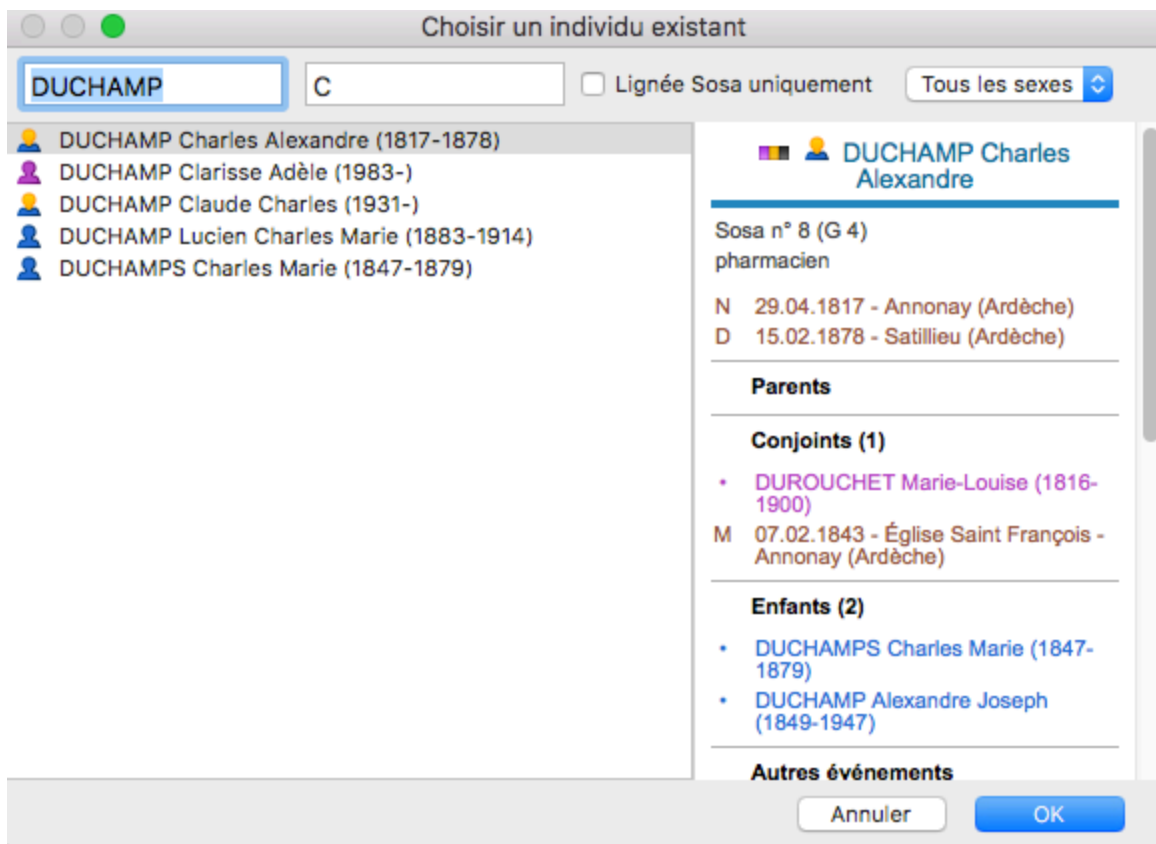 Choisir un individu existant
DUCHAMP
C
Lignée Sosa uniquement
Tous les sexes
DUCHAMP Charles Alexandre (1817-1878)
DUCHAMP Clarisse Adèle (1983-)
DUCHAMP Claude Charles (1931-)
DUCHAMP Lucien Charles Marie (1883-1914)
DUCHAMPS Charles Marie (1847-1879)
DUCHAMP Charles
Alexandre
Sosa n° 8 (G 4)
pharmacien
N 29.04.1817 - Annonay (Ardèche)
D 15.02.1878 - Satillieu (Ardèche)
Parents
Conjoints (1)
• DUROUCHET Marie-Louise (1816-
1900)
M 07.02.1843 - Église Saint François -
Annonay (Ardèche)
Enfants (2)
• DUCHAMPS Charles Marie (1847-
1879)
• DUCHAMP Alexandre Joseph
(1849-1947)
Autres événements
Annuler
OK